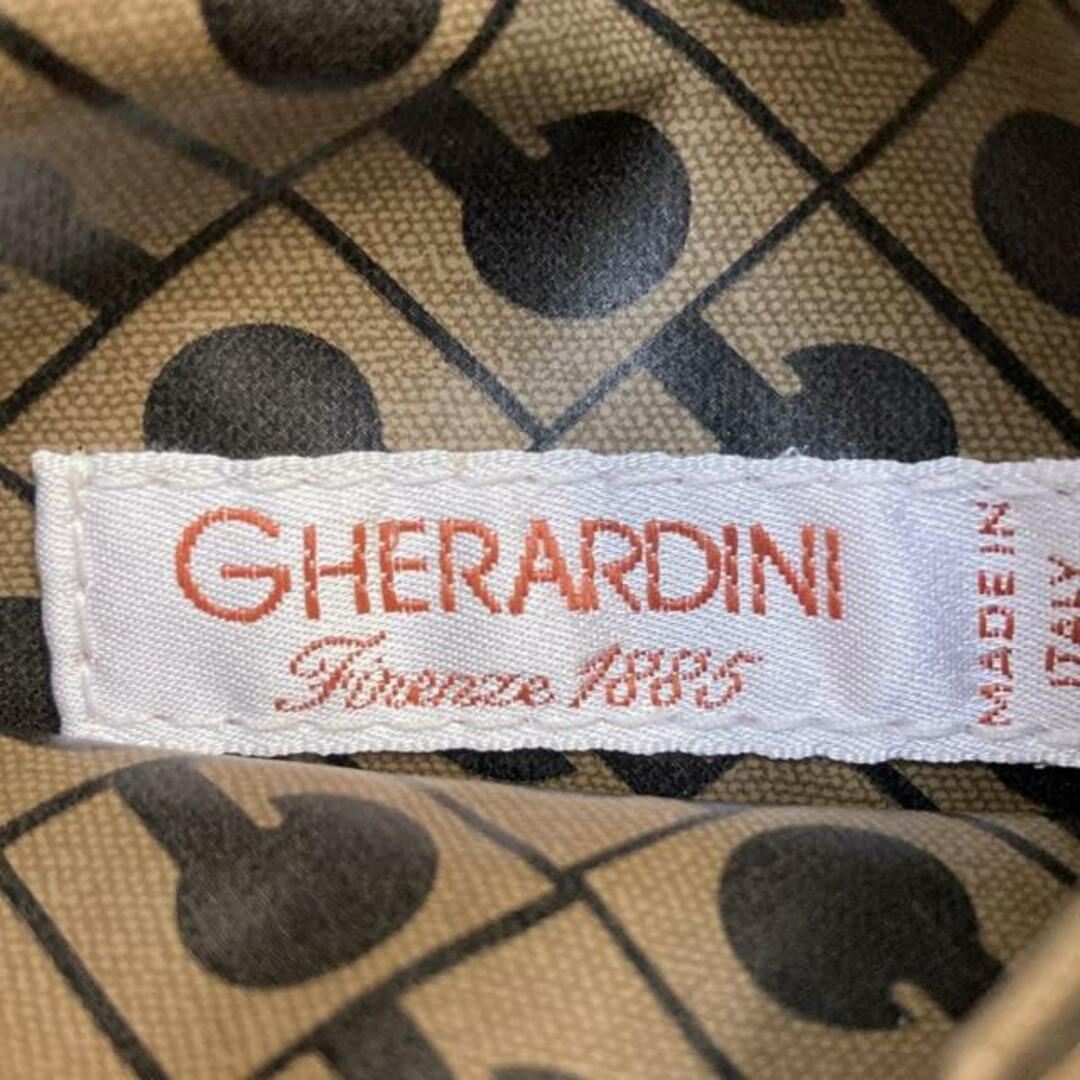 GHERARDINI
Firenze 1885
MADE IN
ITALY